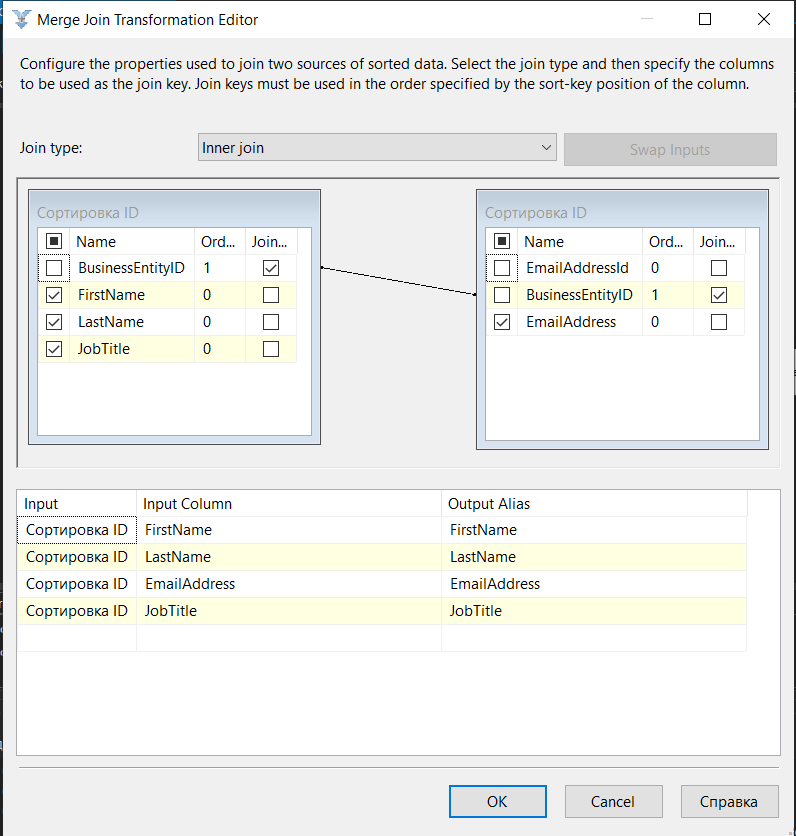 Merge Join Transformation Editor
Configure the properties used to join two sources of sorted data. Select the join type and then specify the columns
to be used as the join key. Join keys must be used in the order specified by the sort-key position of the column.
Join type: Inner join Swap Inputs
Сортировка ID
Name Ord... Join...
BusinessEntityID 1
FirstName 0
LastName 0
JobTitle 0
Сортировка ID
Name Ord... Join...
EmailAddressId 0
BusinessEntityID 1
EmailAddress 0
Input Input Column Output Alias
Сортировка ID FirstName FirstName
Сортировка ID LastName LastName
Сортировка ID EmailAddress EmailAddress
Сортировка ID JobTitle JobTitle
OK Cancel Справка